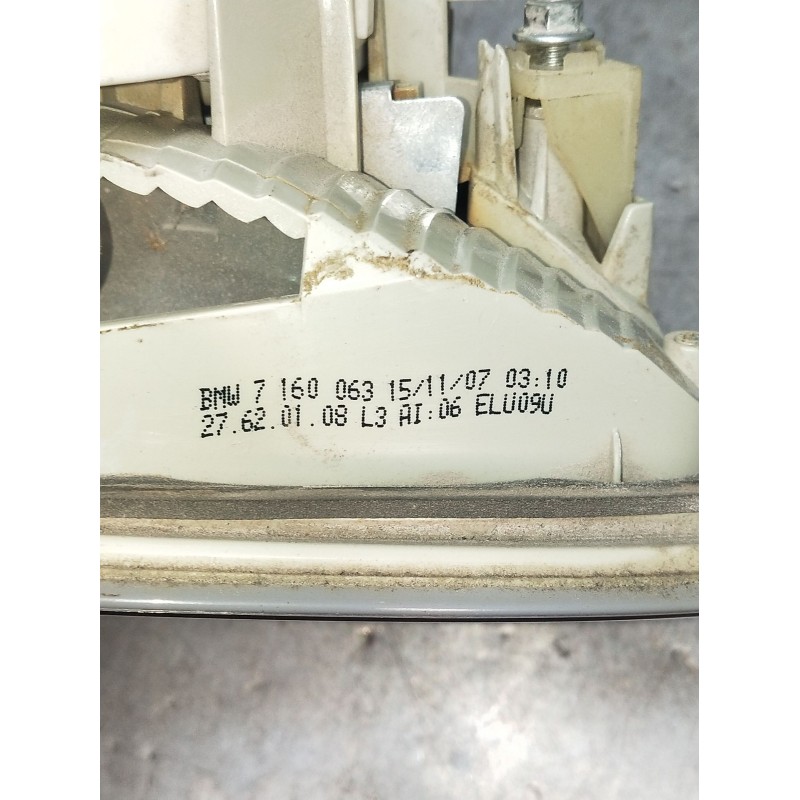 BMW 7 160 063 15/11/07 03:10
27.62.01.08 L3 AI:06 ELU09U